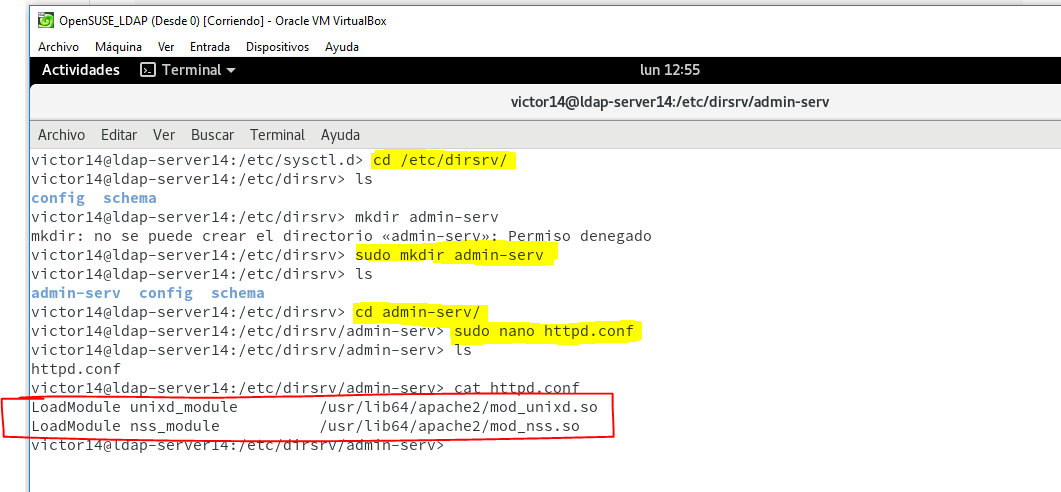 OpenSUSE_LDAP (Desde 0) [Corriendo] - Oracle VM VirtualBox
Archivo Máquina Ver Entrada Dispositivos Ayuda
Actividades Terminal lun 12:55
victor14@ldap-server14:/etc/dirsrv/admin-serv
Archivo Editar Ver Buscar Terminal Ayuda
victor14@ldap-server14:/etc/sysctl.d> cd /etc/dirsrv/
victor14@ldap-server14:/etc/dirsrv> ls
config schema
victor14@ldap-server14:/etc/dirsrv> mkdir admin-serv
mkdir: no se puede crear el directorio «admin-serv»: Permiso denegado
victor14@ldap-server14:/etc/dirsrv> sudo mkdir admin-serv
victor14@ldap-server14:/etc/dirsrv> ls
admin-serv config schema
victor14@ldap-server14:/etc/dirsrv> cd admin-serv/
victor14@ldap-server14:/etc/dirsrv/admin-serv> sudo nano httpd.conf
victor14@ldap-server14:/etc/dirsrv/admin-serv> ls
httpd.conf
victor14@ldap-server14:/etc/dirsrv/admin-serv> cat httpd.conf
LoadModule unixd_module /usr/lib64/apache2/mod_unixd.so
LoadModule nss_module /usr/lib64/apache2/mod_nss.so
victor14@ldap-server14:/etc/dirsrv/admin-serv>